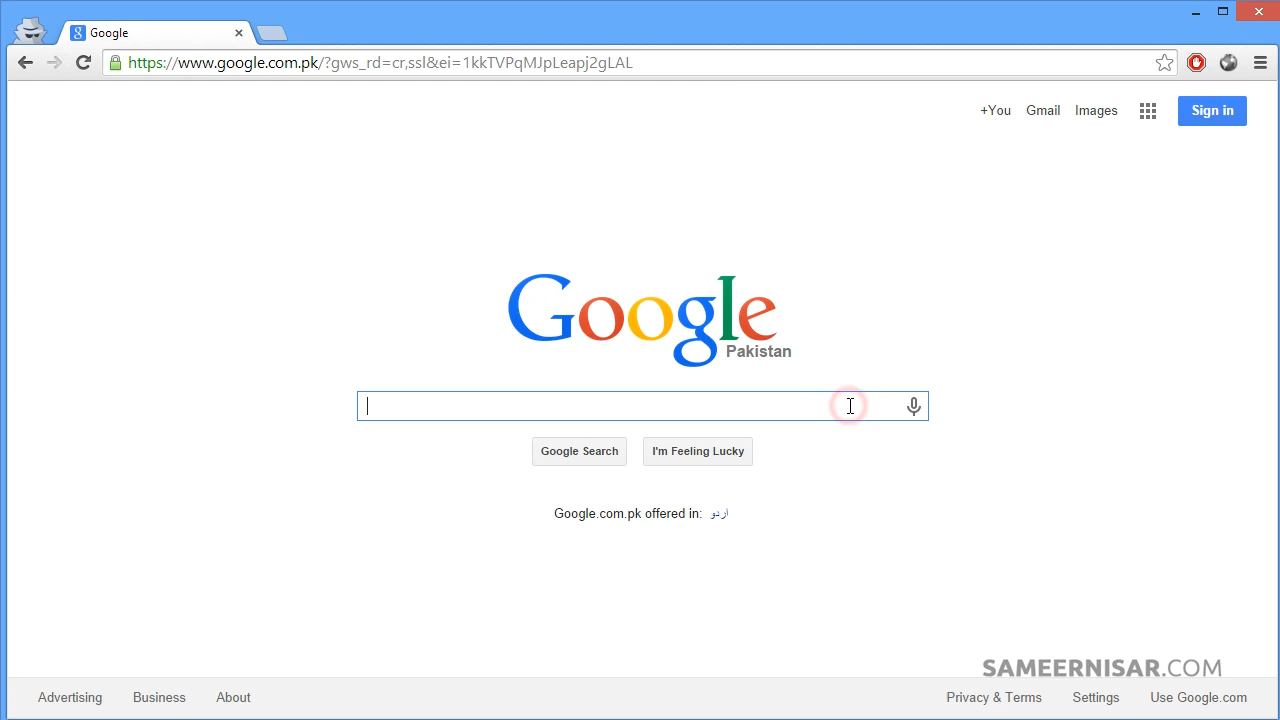 Google
https://www.google.com.pk/?gws_rd=cr,ssl&ei=1kkTVPqMJpLeapj2gLAL
+You Gmail Images Sign in
Google
Pakistan
Google Search I'm Feeling Lucky
Google.com.pk offered in: اردو
SAMEERNISAR.COM
Advertising Business About Privacy & Terms Settings Use Google.com